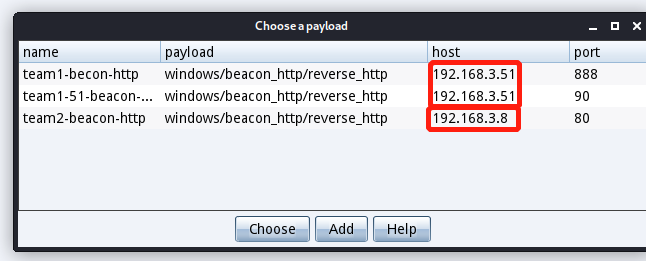 Choose a payload
name payload host port
team1-becon-http windows/beacon_http/reverse_http 192.168.3.51 888
team1-51-beacon-... windows/beacon_http/reverse_http 192.168.3.51 90
team2-beacon-http windows/beacon_http/reverse_http 192.168.3.8 80
Choose Add Help